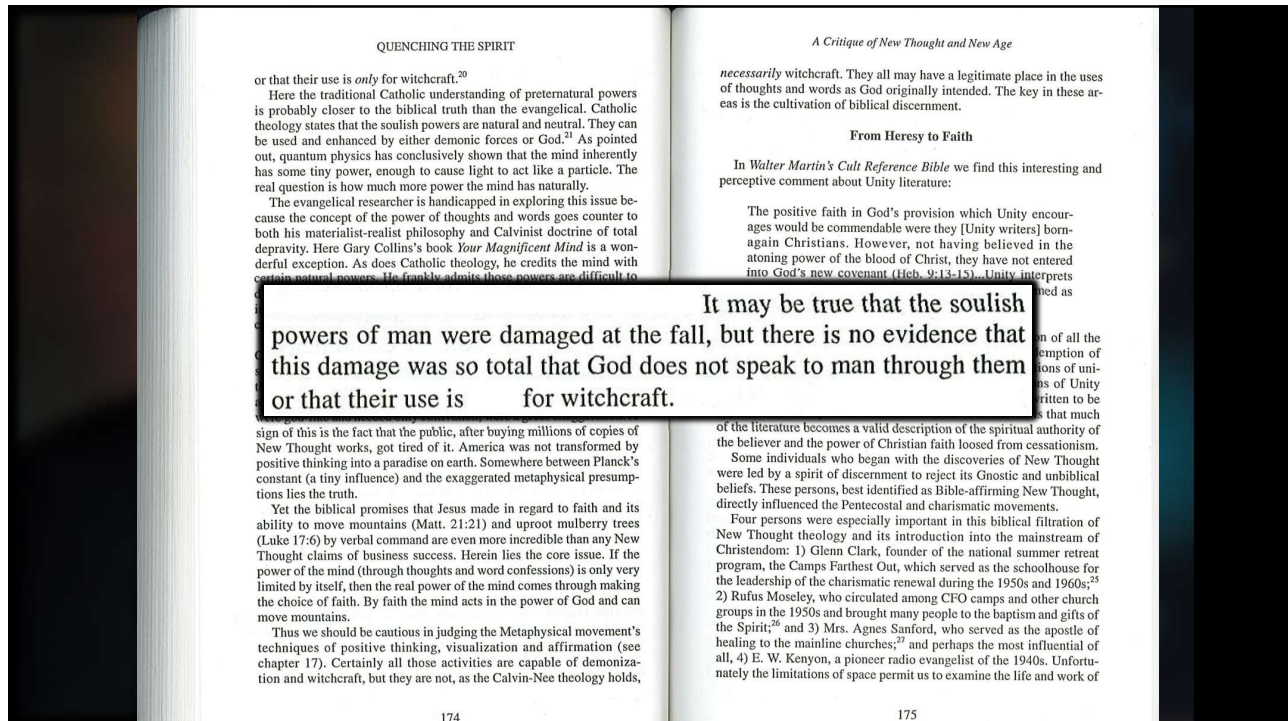 QUENCHING THE SPIRIT
or that their use is only for witchcraft.20
Here the traditional Catholic understanding of preternatural powers
is probably closer to the biblical truth than the evangelical. Catholic
theology states that the soulish powers are natural and neutral. They can
be used and enhanced by either demonic forces or God.21 As pointed
out, quantum physics has conclusively shown that the mind inherently
has some tiny power, enough to cause light to act like a particle. The
real question is how much more power the mind has naturally.
The evangelical researcher is handicapped in exploring this issue be-
cause the concept of the power of thoughts and words goes counter to
both his materialist-realist philosophy and Calvinist doctrine of total
depravity. Here Gary Collins's book Your Magnificent Mind is a won-
derful exception. As does Catholic theology, he credits the mind with
certain natural powers. He frankly admits those powers are difficult to
It may be true that the soulish
powers of man were damaged at the fall, but there is no evidence that
this damage was so total that God does not speak to man through them
or that their use is for witchcraft.
sign of this is the fact that the public, after buying millions of copies of
New Thought works, got tired of it. America was not transformed by
positive thinking into a paradise on earth. Somewhere between Planck's
constant (a tiny influence) and the exaggerated metaphysical presump-
tions lies the truth.
Yet the biblical promises that Jesus made in regard to faith and its
ability to move mountains (Matt. 21:21) and uproot mulberry trees
(Luke 17:6) by verbal command are even more incredible than any New
Thought claims of business success. Herein lies the core issue. If the
power of the mind (through thoughts and word confessions) is only very
limited by itself, then the real power of the mind comes through making
the choice of faith. By faith the mind acts in the power of God and can
move mountains.
Thus we should be cautious in judging the Metaphysical movement's
techniques of positive thinking, visualization and affirmation (see
chapter 17). Certainly all those activities are capable of demoniza-
tion and witchcraft, but they are not, as the Calvin-Nee theology holds,
174
A Critique of New Thought and New Age
necessarily witchcraft. They all may have a legitimate place in the uses
of thoughts and words as God originally intended. The key in these ar-
eas is the cultivation of biblical discernment.
From Heresy to Faith
In Walter Martin's Cult Reference Bible we find this interesting and
perceptive comment about Unity literature:
The positive faith in God's provision which Unity encour-
ages would be commendable were they [Unity writers] born-
again Christians. However, not having believed in the
atoning power of the blood of Christ, they have not entered
into God's new covenant (Heb. 9:13-15)...Unity interprets
of all the
of uni-
of Unity
to be
that much
of the literature becomes a valid description of the spiritual authority of
the believer and the power of Christian faith loosed from cessationism.
Some individuals who began with the discoveries of New Thought
were led by a spirit of discernment to reject its Gnostic and unbiblical
beliefs. These persons, best identified as Bible-affirming New Thought,
directly influenced the Pentecostal and charismatic movements.
Four persons were especially important in this biblical filtration of
New Thought theology and its introduction into the mainstream of
Christendom: 1) Glenn Clark, founder of the national summer retreat
program, the Camps Farthest Out, which served as the schoolhouse for
the leadership of the charismatic renewal during the 1950s and 1960s;25
2) Rufus Moseley, who circulated among CFO camps and other church
groups in the 1950s and brought many people to the baptism and gifts of
the Spirit;26 and 3) Mrs. Agnes Sanford, who served as the apostle of
healing to the mainline churches;27 and perhaps the most influential of
all, 4) E. W. Kenyon, a pioneer radio evangelist of the 1940s. Unfortu-
nately the limitations of space permit us to examine the life and work of
175